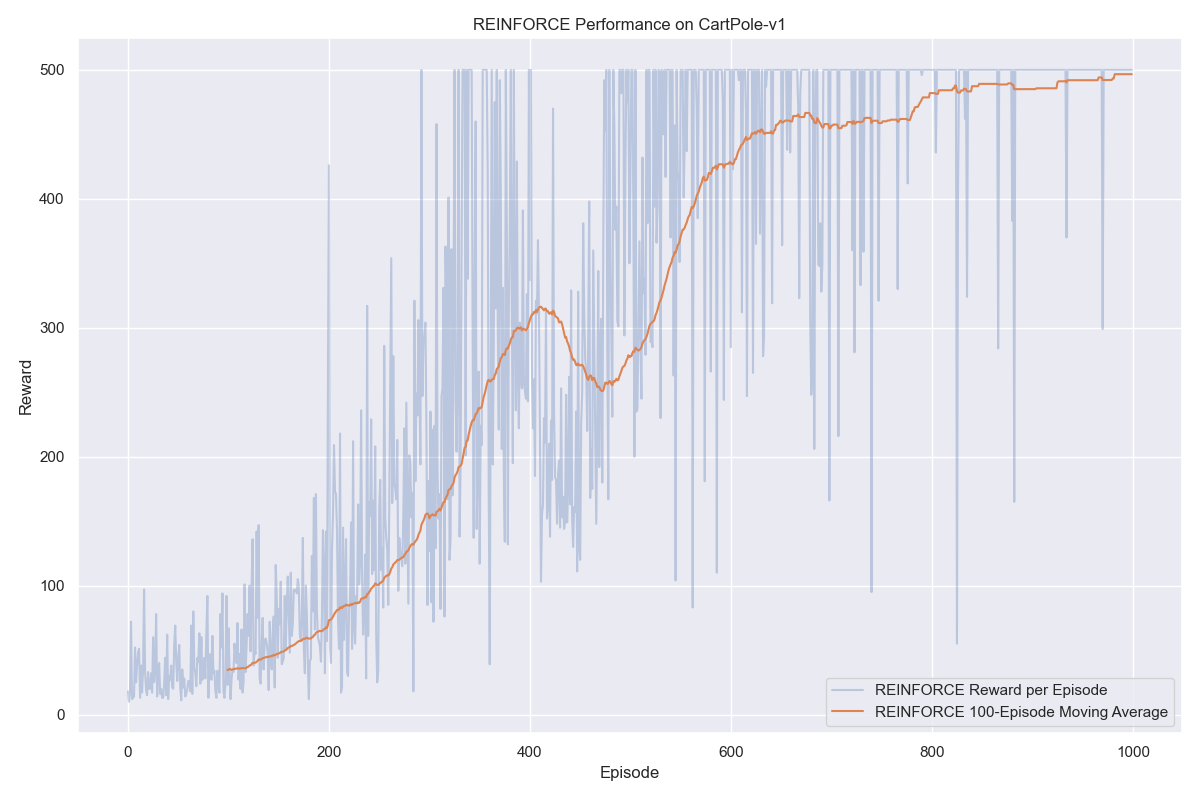 REINFORCE Performance on CartPole-v1
Reward
500
400
300
200
100
0
0 200 400 600 800 1000
Episode
REINFORCE Reward per Episode
REINFORCE 100-Episode Moving Average